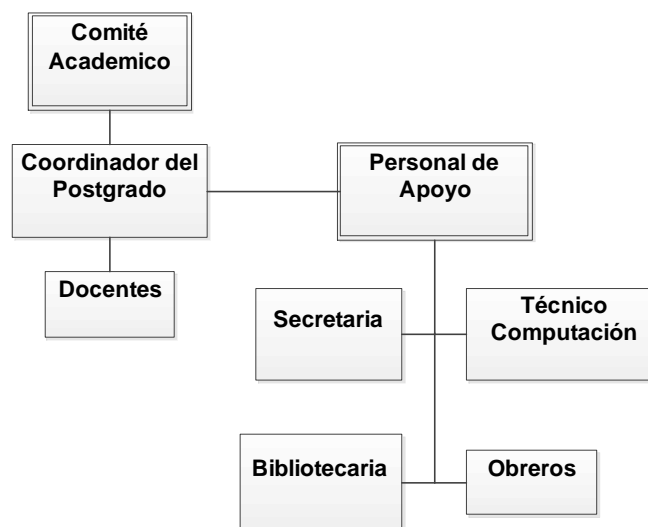 Comité
Academico
Coordinador del
Postgrado
Personal de
Apoyo
Docentes
Secretaria
Técnico
Computación
Bibliotecaria
Obreros